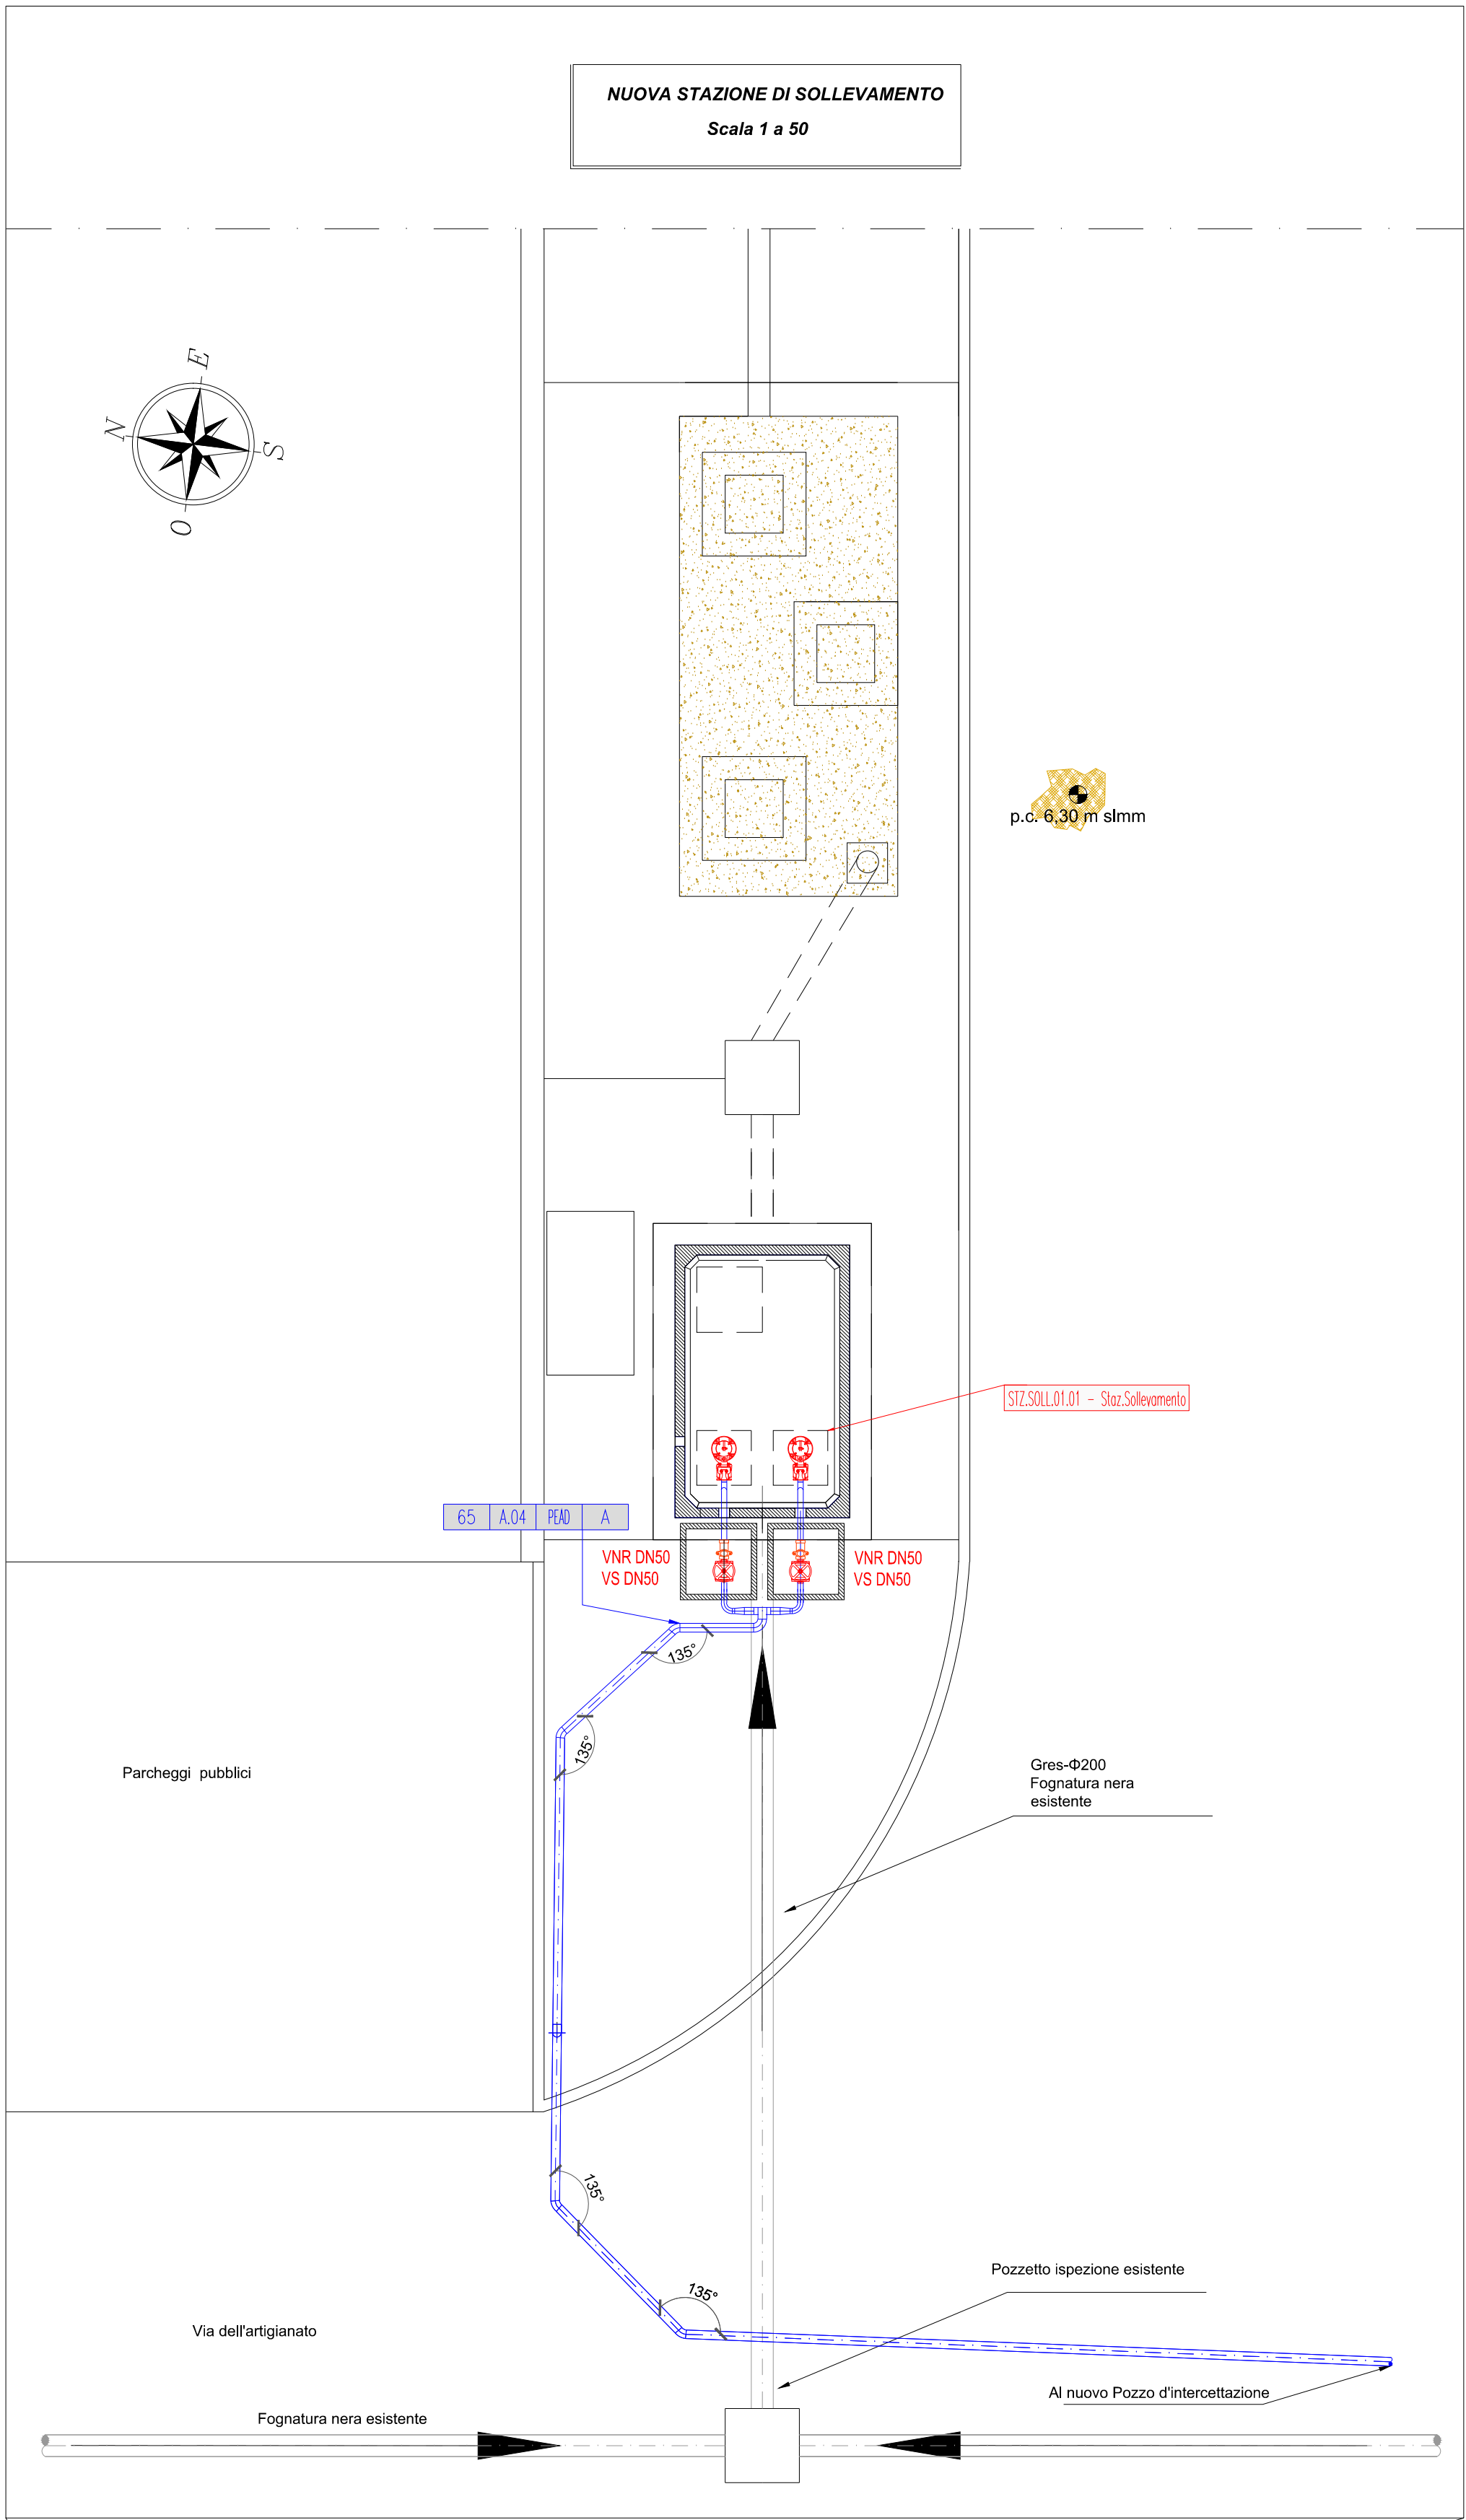 NUOVA STAZIONE DI SOLLEVAMENTO
Scala 1 a 50
E
N
S
O
p.c. 6,30 m slmm
STZ.SOLL.01.01 - Staz.Sollevamento
65 A.04 PEAD A
VNR DN50
VS DN50
VNR DN50
VS DN50
135°
135°
Parcheggi pubblici
Gres-Φ200
Fognatura nera
esistente
135°
135°
Pozzetto ispezione esistente
Via dell'artigianato
Al nuovo Pozzo d'intercettazione
Fognatura nera esistente